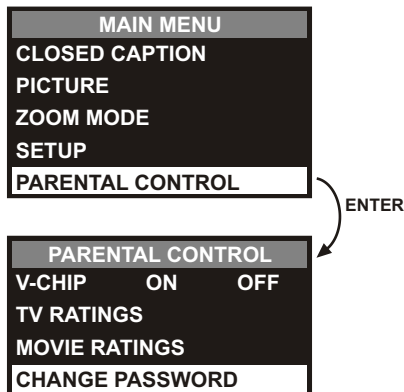 MAIN MENU
CLOSED CAPTION
PICTURE
ZOOM MODE
SETUP
PARENTAL CONTROL
ENTER
PARENTAL CONTROL
V-CHIP ON OFF
TV RATINGS
MOVIE RATINGS
CHANGE PASSWORD